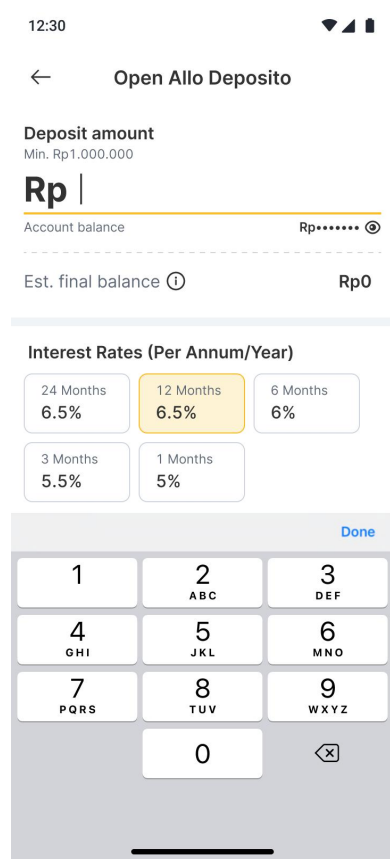 12:30
Open Allo Deposito
Deposit amount
Min. Rp1.000.000
Rp
Account balance Rp•••••••
Est. final balance Rp0
Interest Rates (Per Annum/Year)
24 Months 12 Months 6 Months
6.5% 6.5% 6%
3 Months 1 Months
5.5% 5%
Done
1 2 3
ABC DEF
4 5 6
GHI JKL MNO
7 8 9
PQRS TUV WXYZ
0